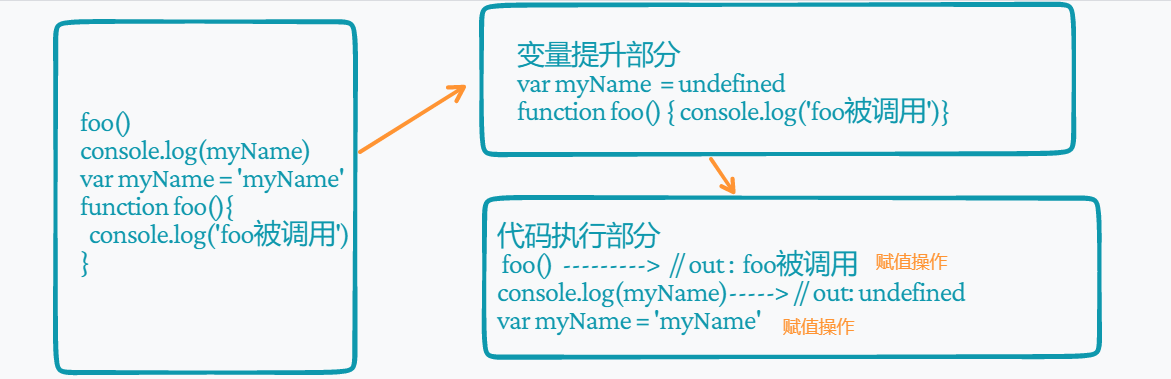 foo()
console.log(myName)
var myName = 'myName'
function foo(){
console.log('foo被调用')
}
变量提升部分
var myName = undefined
function foo() { console.log('foo被调用')}
代码执行部分
foo() ---------> // out : foo被调用 赋值操作
console.log(myName)-----> // out: undefined
var myName = 'myName' 赋值操作